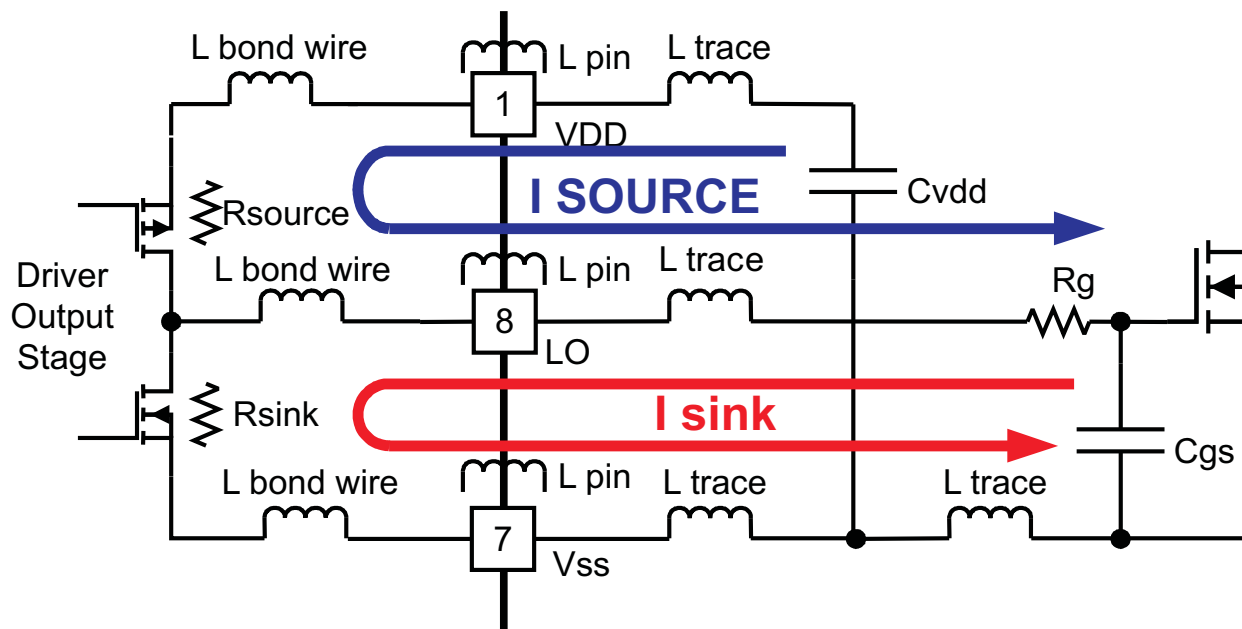 L bond wire
L pin
L trace
1
VDD
I SOURCE
Cvdd
Rsource
L bond wire
L pin
L trace
Rg
Driver
Output
Stage
8
LO
Rsink
I sink
Cgs
L bond wire
L pin
L trace
L trace
7
Vss